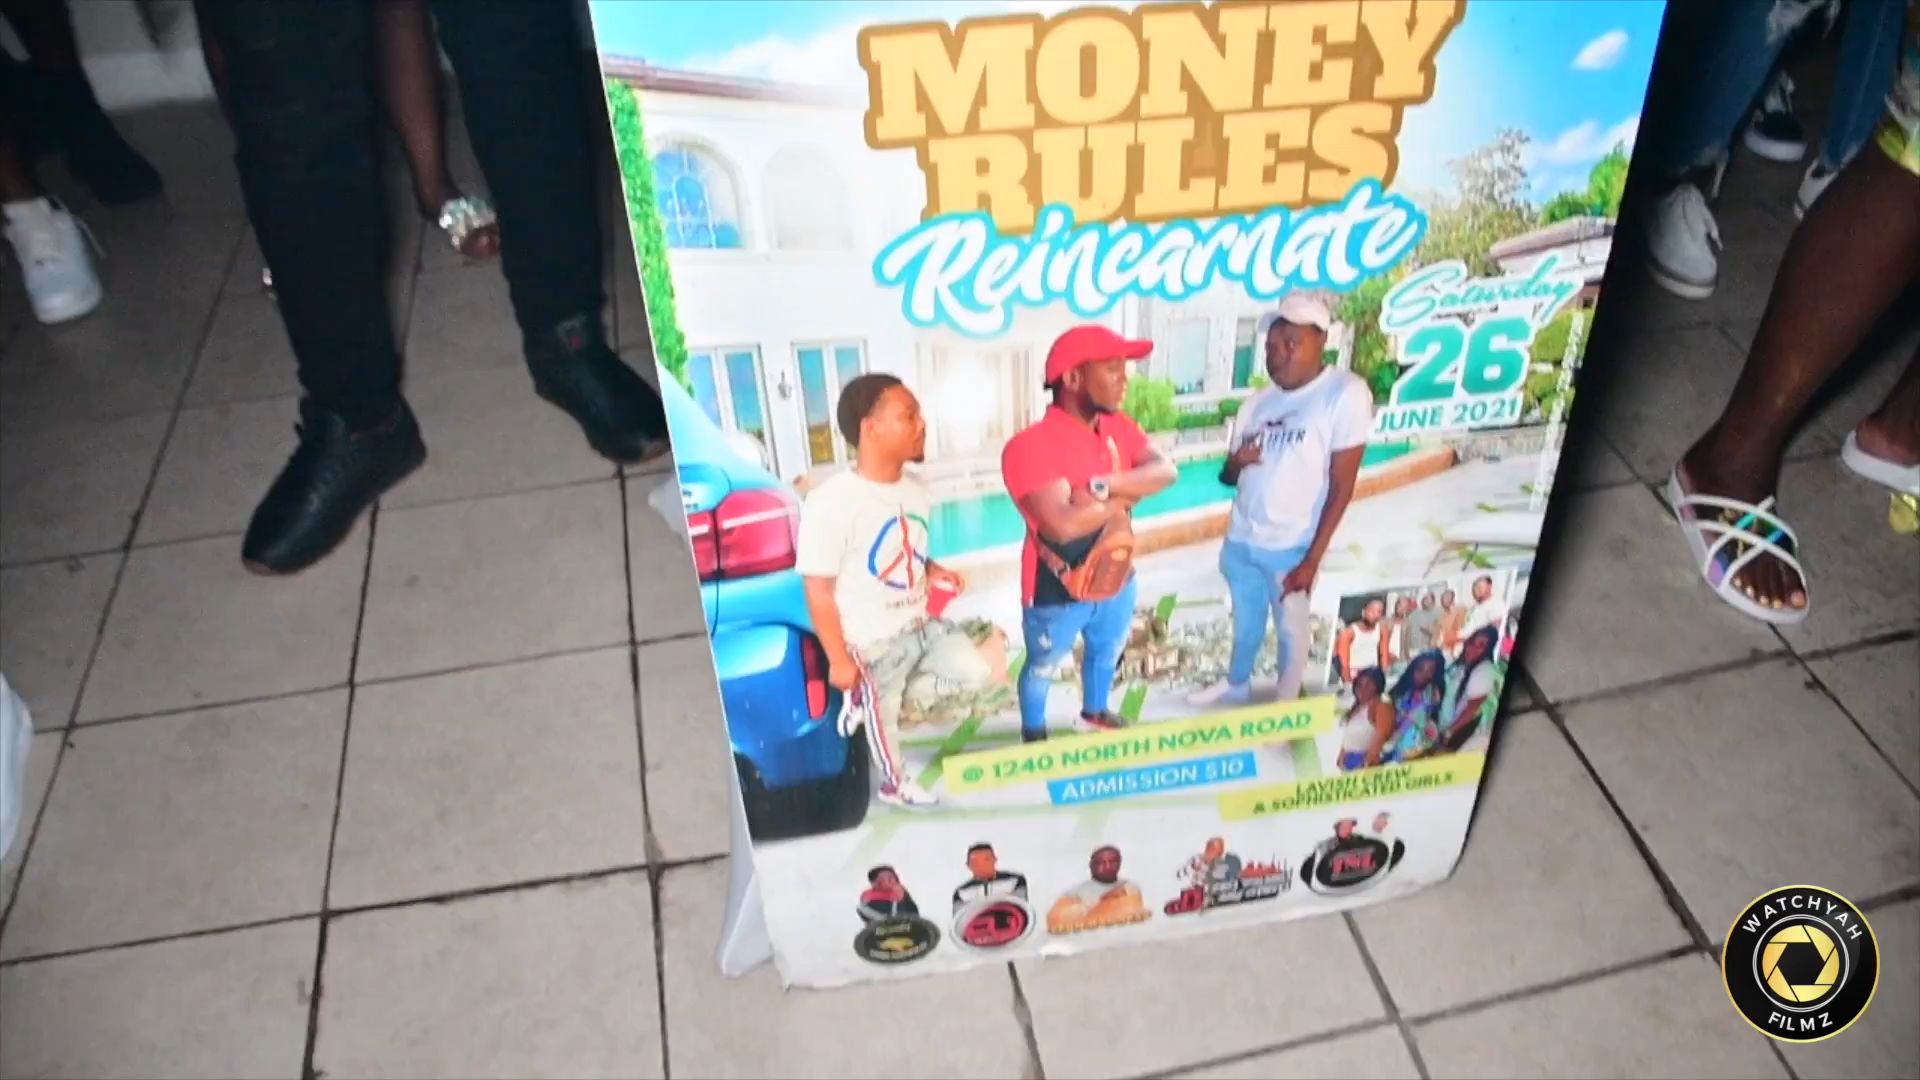 MONEY
RULES
Reincarnate
Saturday
26
JUNE 2021
@ 1240 NORTH NOVA ROAD
ADMISSION $10
LAVISH CREW
& SOPHISTICATED GIRLS
WATCHYAH
FILMZ